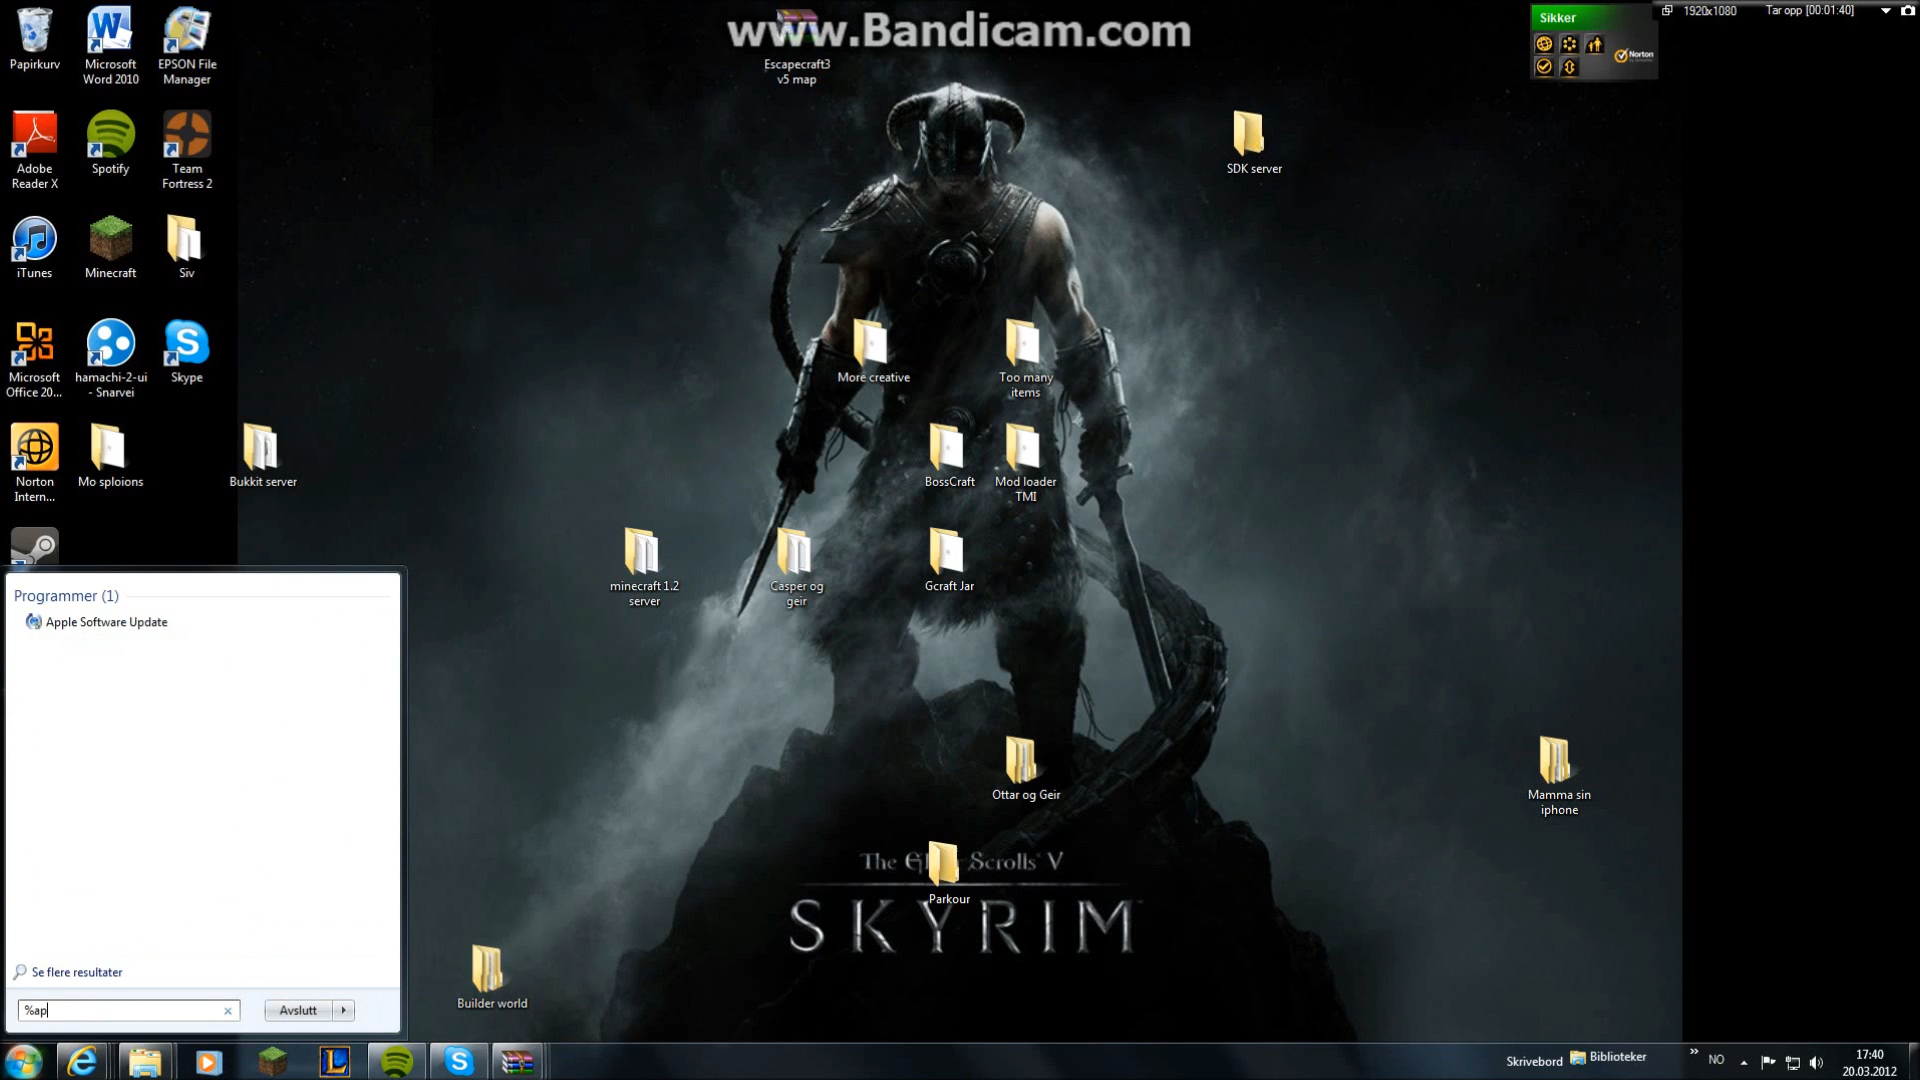 www.Bandicam.com
Sikker
1920x1080
Tar opp [00:01:40]
Norton
Papirkurv
Microsoft
Word 2010
EPSON File
Manager
Escapecraft3
v5 map
Adobe
Reader X
Spotify
Team
Fortress 2
SDK server
iTunes
Minecraft
Siv
Microsoft
Office 20...
hamachi-2-ui
- Snarvei
Skype
More creative
Too many
items
Norton
Intern...
Mo sploions
Bukkit server
BossCraft
Mod loader
TMI
minecraft 1.2
server
Casper og
geir
Gcraft Jar
Programmer (1)
Apple Software Update
Ottar og Geir
Mamma sin
iphone
The Scrolls V
Parkour
SKYRIM
Builder world
Se flere resultater
%ap
Avslutt
Skrivebord
Biblioteker
NO
17:40
20.03.2012